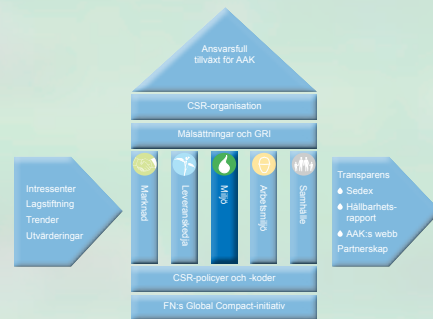 Ansvarsfull
tillväxt för AAK
CSR-organisation
Målsättningar och GRI
Intressenter
Lagstiftning
Trender
Utvärderingar
Marknad
Leveranskedja
Miljö
Arbetsmiljö
Samhälle
Transparens
Sedex
Hållbarhets-
rapport
AAK:s webb
Partnerskap
CSR-policyer och -koder
FN:s Global Compact-initiativ